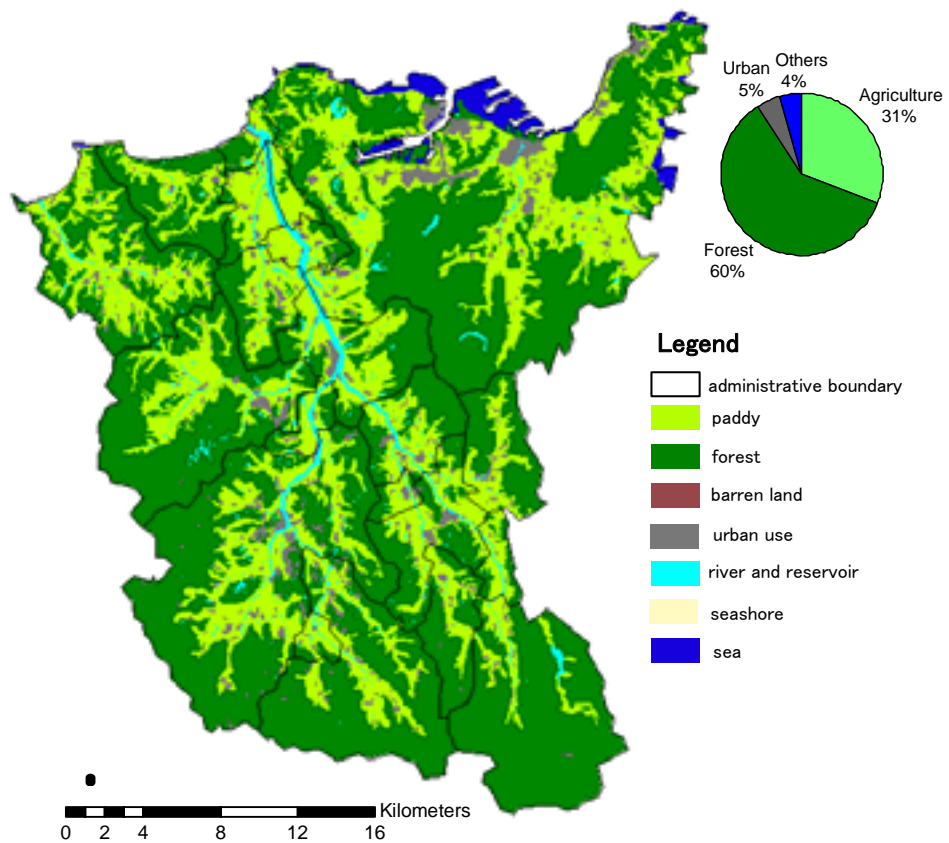 Urban
5%
Others
4%
Agriculture
31%
Forest
60%
Legend
administrative boundary
paddy
forest
barren land
urban use
river and reservoir
seashore
sea
Kilometers
0 2 4 8 12 16